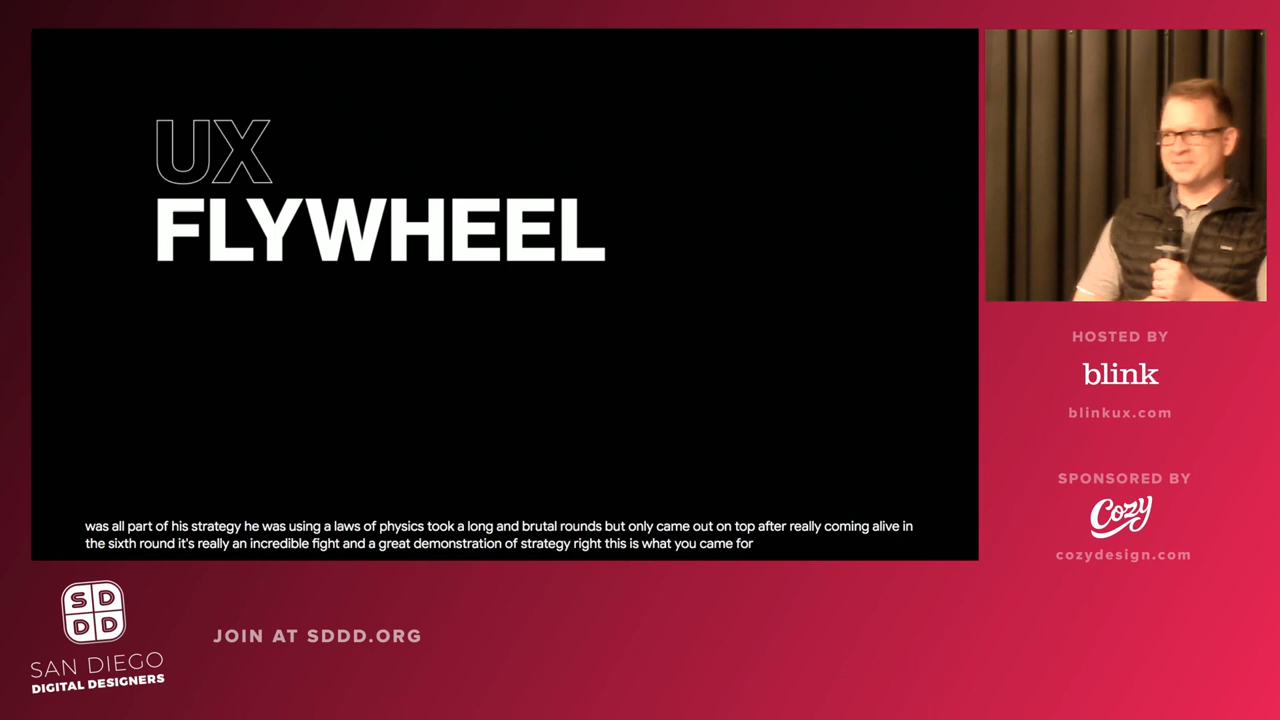 UX
FLYWHEEL
was all part of his strategy he was using a laws of physics took a long and brutal rounds but only came out on top after really coming alive in
the sixth round it's really an incredible fight and a great demonstration of strategy right this is what you came for
HOSTED BY
blink
blinkux.com
SPONSORED BY
Cozy
cozydesign.com
SD
DD
SAN DIEGO
DIGITAL DESIGNERS
JOIN AT SDDD.ORG